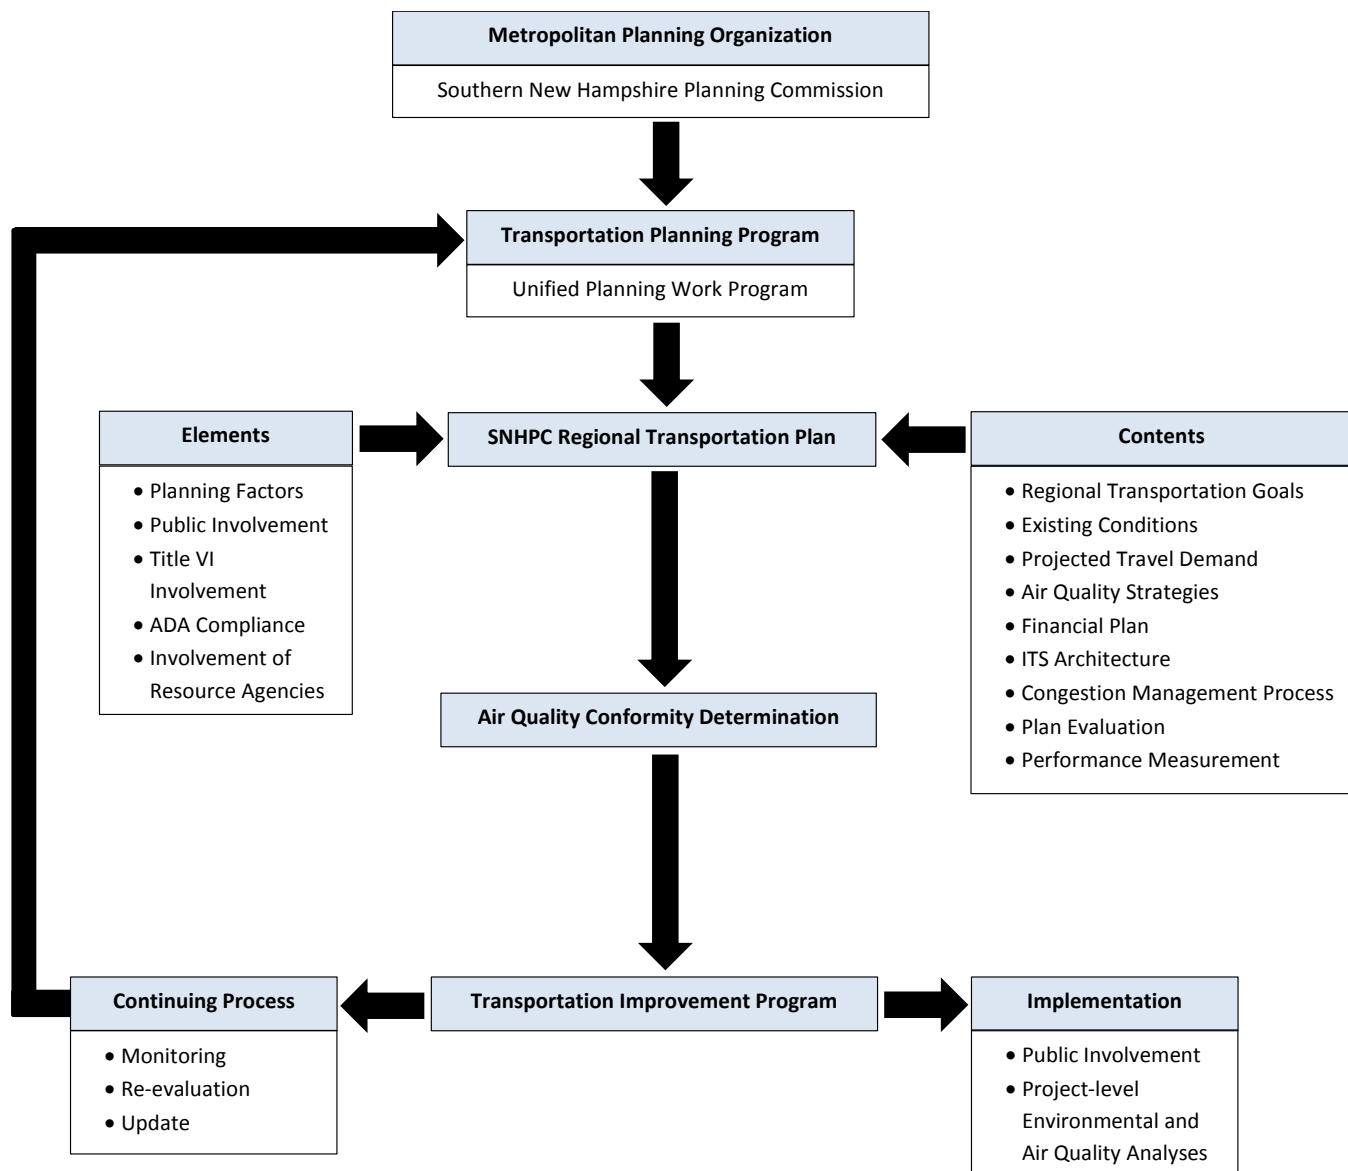 Metropolitan Planning Organization
Southern New Hampshire Planning Commission
Transportation Planning Program
Unified Planning Work Program
Elements
• Planning Factors
• Public Involvement
• Title VI
Involvement
• ADA Compliance
• Involvement of
Resource Agencies
SNHPC Regional Transportation Plan
Contents
• Regional Transportation Goals
• Existing Conditions
• Projected Travel Demand
• Air Quality Strategies
• Financial Plan
• ITS Architecture
• Congestion Management Process
• Plan Evaluation
• Performance Measurement
Air Quality Conformity Determination
Continuing Process
• Monitoring
• Re-evaluation
• Update
Transportation Improvement Program
Implementation
• Public Involvement
• Project-level
Environmental and
Air Quality Analyses